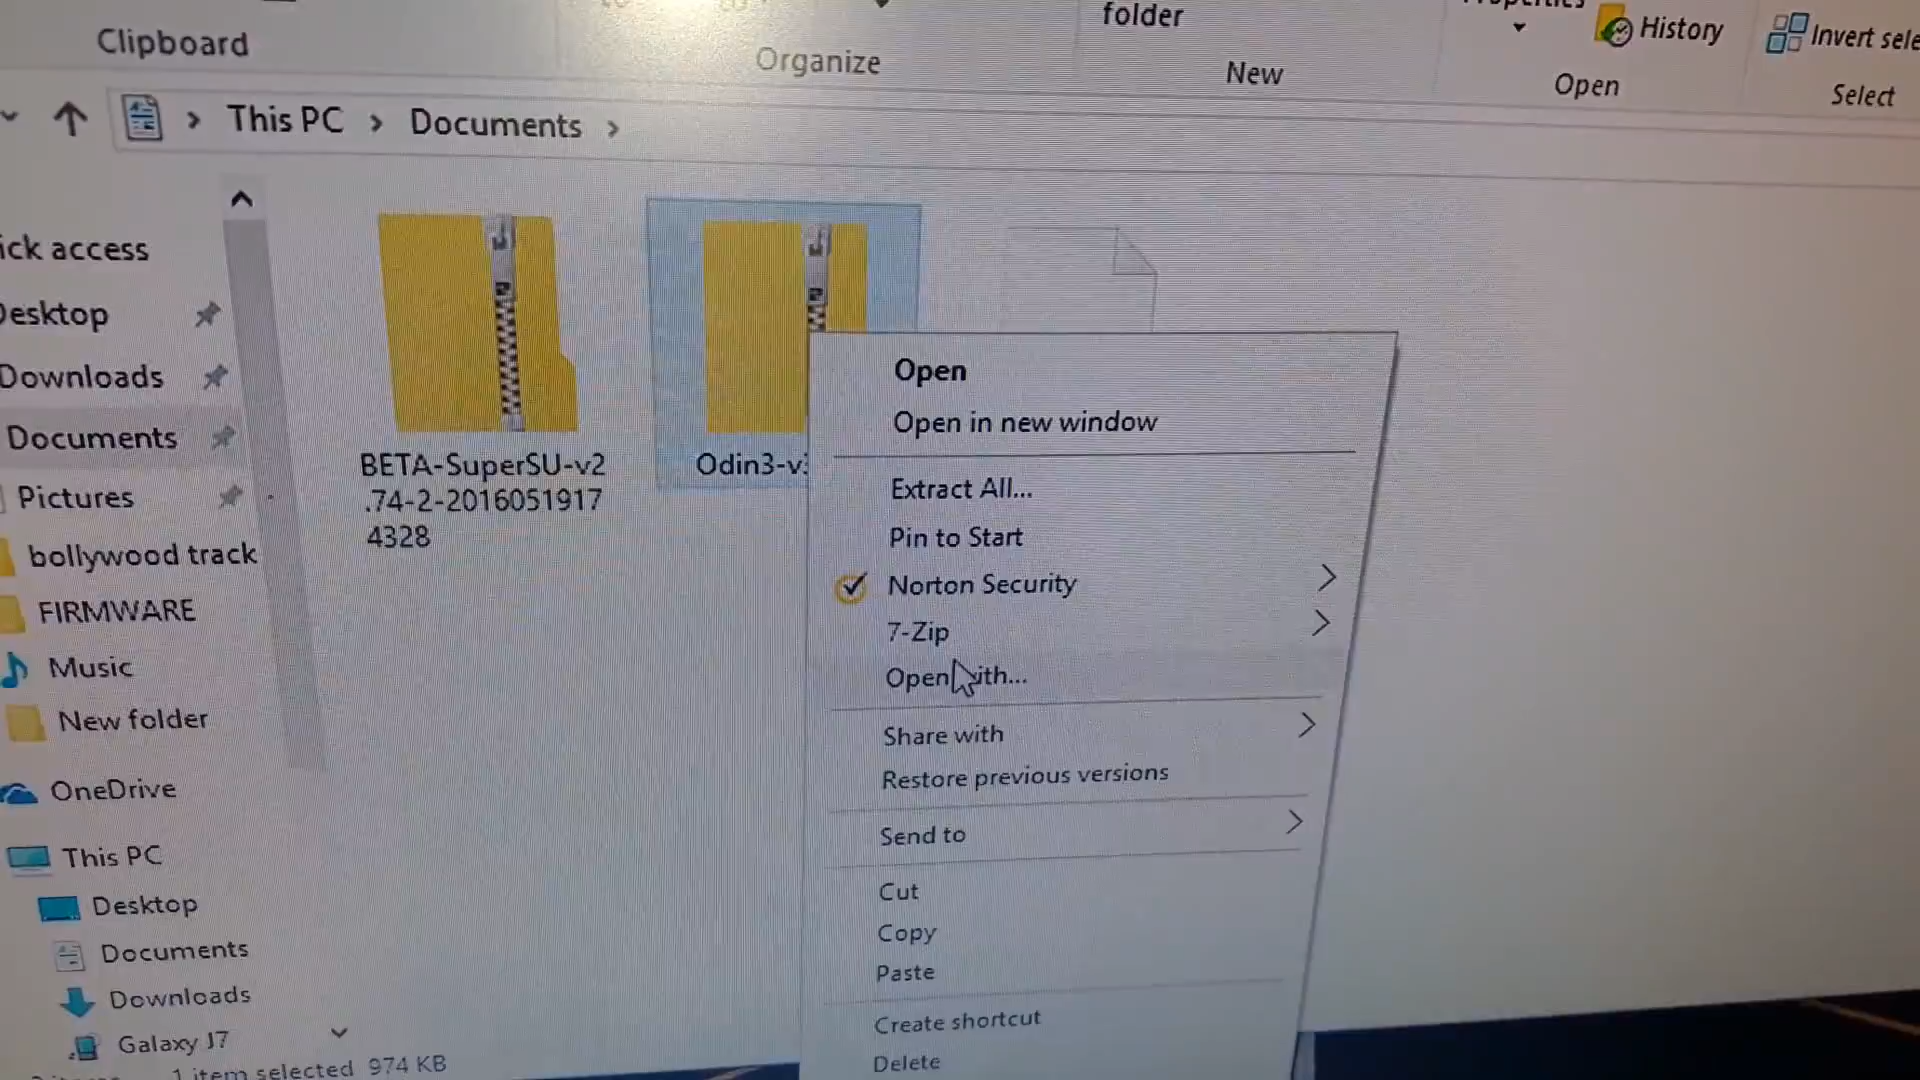 folder
History
Clipboard
Organize
New
Open
Select
This PC > Documents >
Desktop
Downloads
Documents
Pictures
bollywood track
FIRMWARE
Music
New folder
OneDrive
This PC
Desktop
Documents
Downloads
Galaxy J7
1 item selected 974 KB
BETA-SuperSU-v2
.74-2-2016051917
4328
Odin3-v
Open
Open in new window
Extract All...
Pin to Start
Norton Security
7-Zip
Open with...
Share with
Restore previous versions
Send to
Cut
Copy
Paste
Create shortcut
Delete